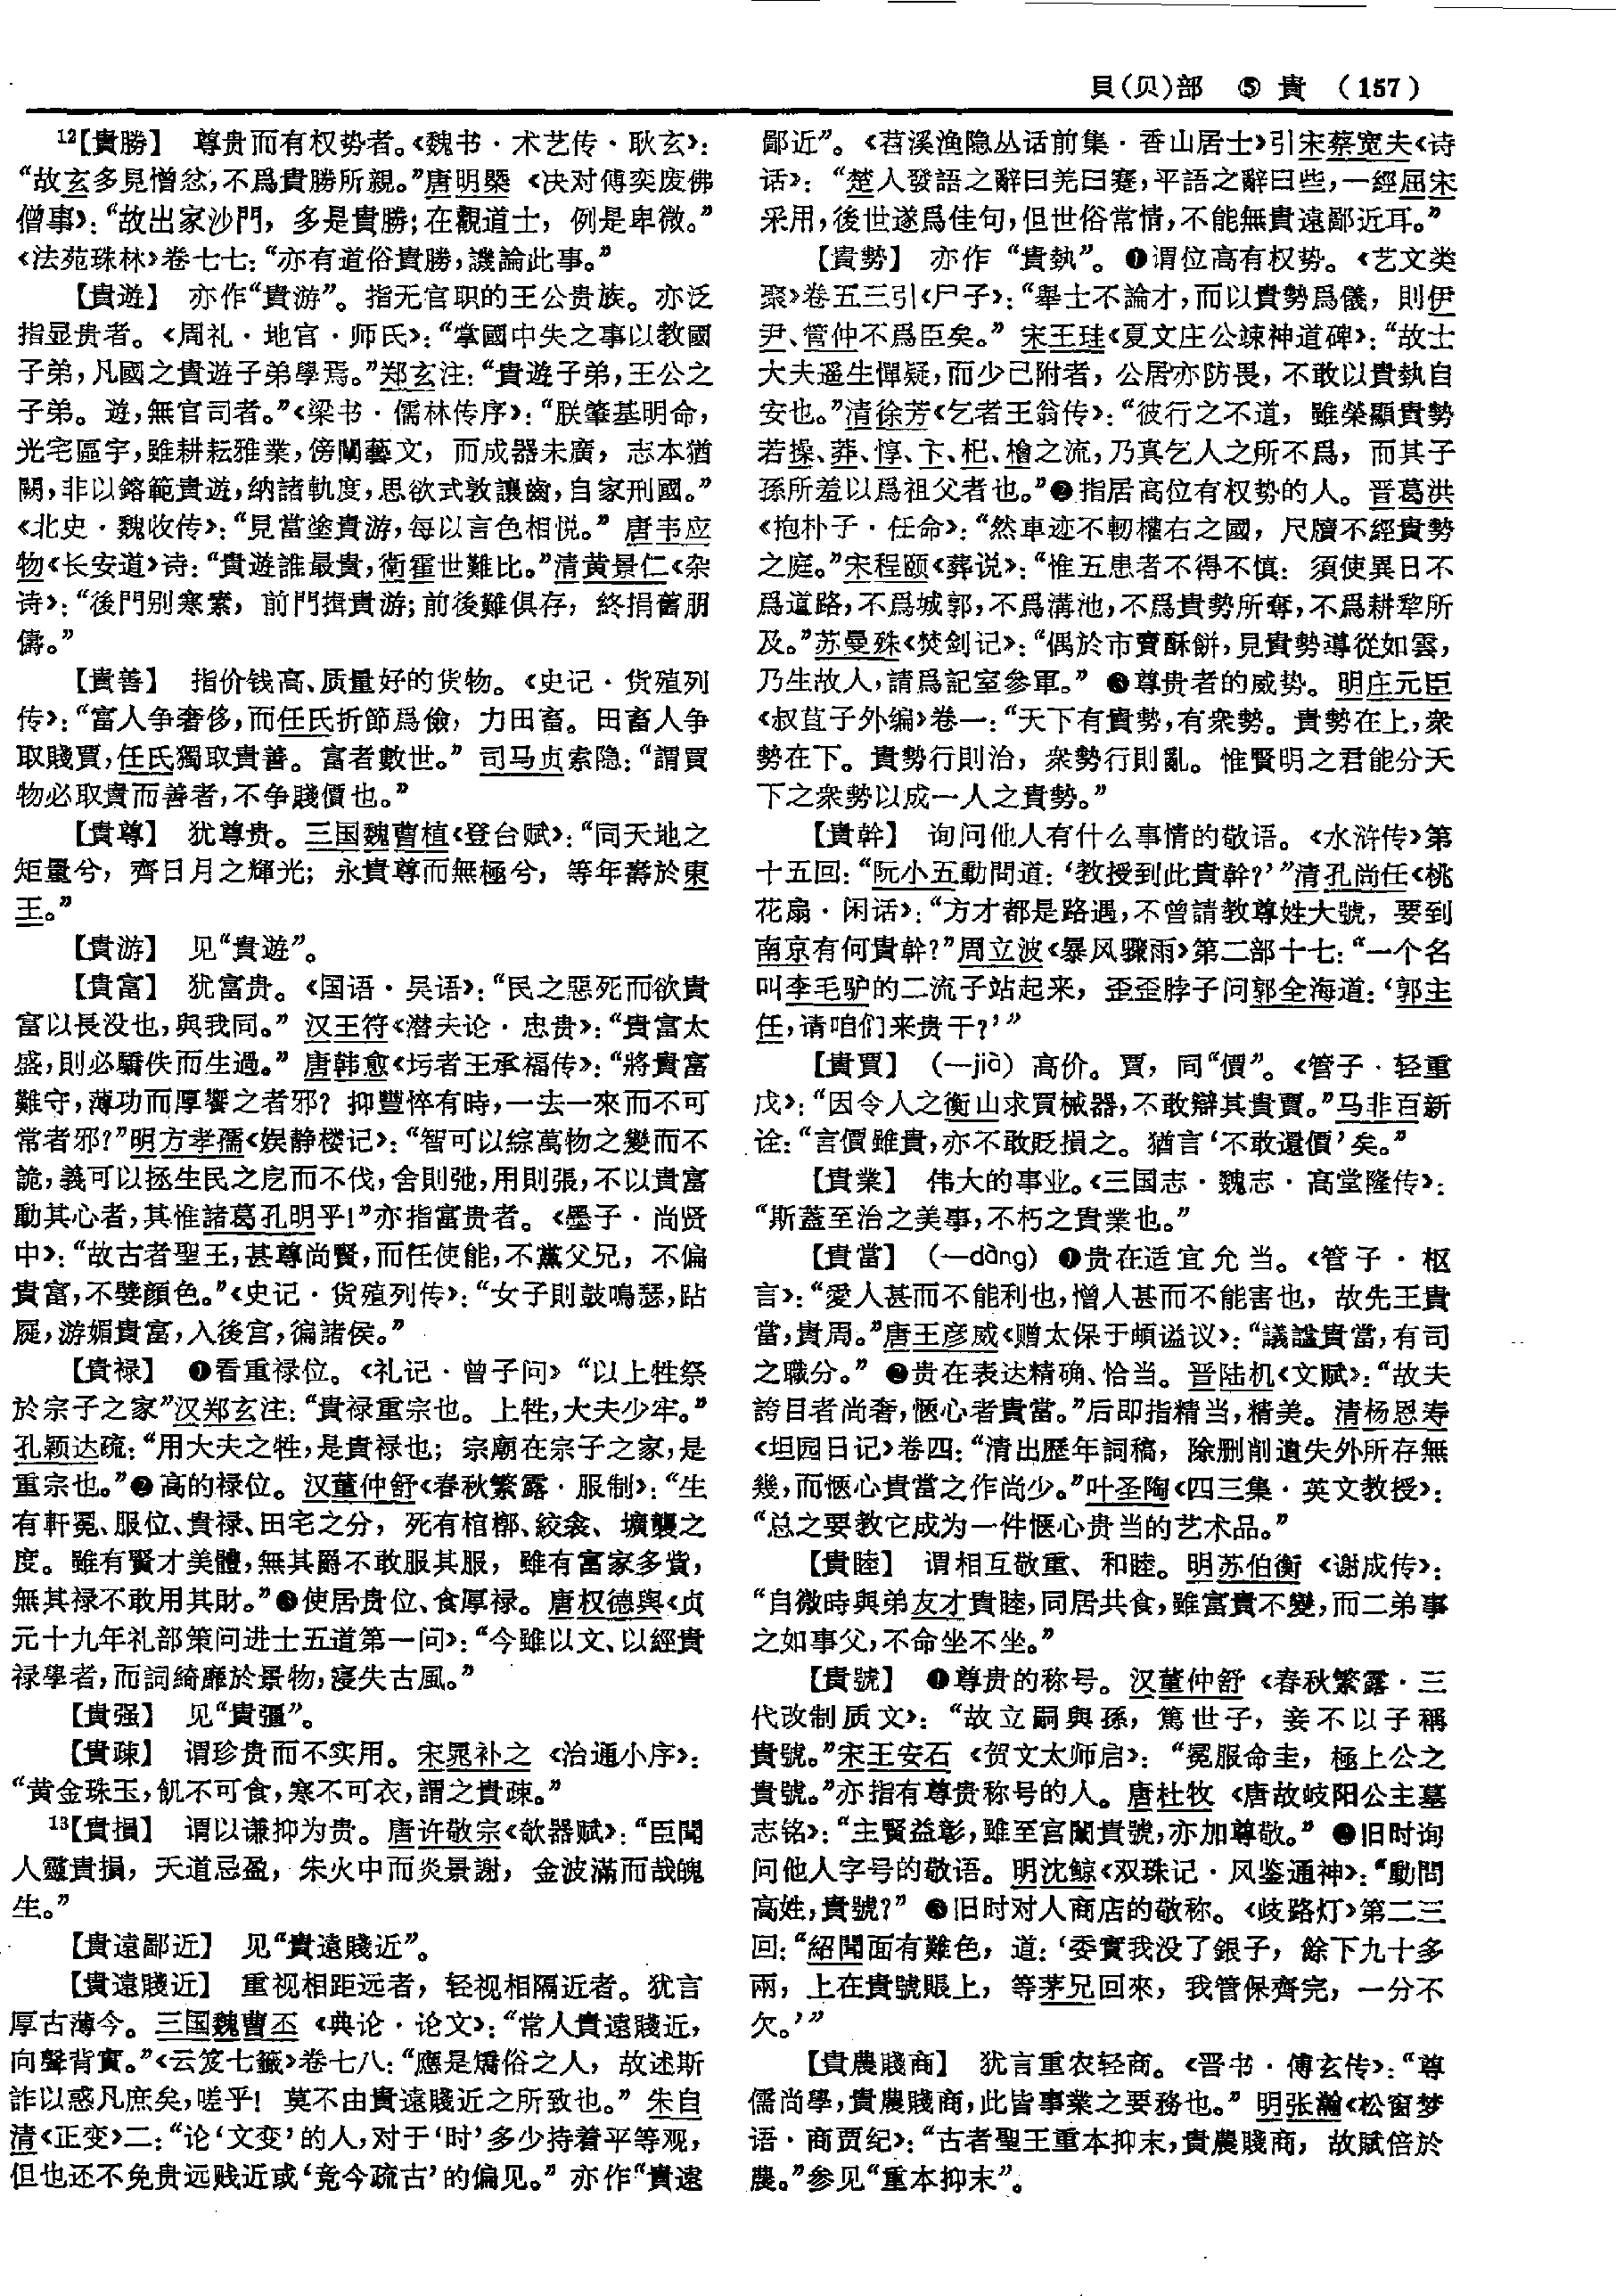 貝(贝)部　⑤ 貴　(157)
12【貴勝】　尊贵而有权势者。《魏书·术艺传·耿玄》：
“故玄多見憎忿，不爲貴勝所親。”唐明槩《决对傅奕废佛
僧事》：“故出家沙門，多是貴勝；在觀道士，例是卑微。”
《法苑珠林》卷七七：“亦有道俗貴勝，譏論此事。”
【貴遊】　亦作“貴游”。指无官职的王公贵族。亦泛
指显贵者。《周礼·地官·师氏》：“掌國中失之事以教國
子弟，凡國之貴遊子弟學焉。”郑玄注：“貴遊子弟，王公之
子弟。遊，無官司者。”《梁书·儒林传序》：“朕肇基明命，
光宅區宇，雖耕耘雅業，傍闡藝文，而成器未廣，志本猶
闕，非以鎔範貴遊，纳諸軌度，思欲式敦讓齒，自家刑國。”
《北史·魏收传》：“見當塗貴游，每以言色相悦。”唐韦应
物《长安道》诗：“貴遊誰最貴，衛霍世難比。”清黄景仁《杂
诗》：“後門别寒素，前門揖貴游；前後難俱存，終捐舊朋
儔。”
【貴善】　指价钱高、质量好的货物。《史记·货殖列
传》：“富人争奢侈，而任氏折節爲儉，力田畜。田畜人争
取賤賈，任氏獨取貴善。富者數世。”司马贞索隐：“謂買
物必取貴而善者，不争賤價也。”
【貴尊】　犹尊贵。三国魏曹植《登台赋》：“同天地之
矩量兮，齊日月之輝光；永貴尊而無極兮，等年壽於東
王。”
【貴游】　见“貴遊”。
【貴富】　犹富贵。《国语·吴语》：“民之惡死而欲貴
富以長没也，與我同。”汉王符《潜夫论·忠贵》：“貴富太
盛，則必驕佚而生過。”唐韩愈《圬者王承福传》：“將貴富
難守，薄功而厚饗之者邪？抑豐悴有時，一去一來而不可
常者邪？”明方孝孺《娱静楼记》：“智可以綜萬物之變而不
詭，義可以拯生民之戹而不伐，舍則弛，用則張，不以貴富
動其心者，其惟諸葛孔明乎！”亦指富贵者。《墨子·尚贤
中》：“故古者聖王，甚尊尚賢，而任使能，不黨父兄，不偏
貴富，不嬖顔色。”《史记·货殖列传》：“女子則鼓鳴瑟，跕
屣，游媚貴富，入後宫，徧諸侯。”
【貴禄】　❶看重禄位。《礼记·曾子问》“以上牲祭
於宗子之家”汉郑玄注：“貴禄重宗也。上牲，大夫少牢。”
孔颖达疏：“用大夫之牲，是貴禄也；宗廟在宗子之家，是
重宗也。”❷高的禄位。汉董仲舒《春秋繁露·服制》：“生
有軒冕、服位、貴禄、田宅之分，死有棺槨、絞衾、壙襲之
度。雖有賢才美體，無其爵不敢服其服，雖有富家多貲，
無其禄不敢用其財。”❸使居贵位、食厚禄。唐权德舆《贞
元十九年礼部策问进士五道第一问》：“今雖以文、以經貴
禄學者，而詞綺靡於景物，寖失古風。”
【貴强】　见“貴彊”。
【貴疎】　谓珍贵而不实用。宋晁补之《治通小序》：
“黄金珠玉，飢不可食，寒不可衣，謂之貴疎。”
13【貴損】　谓以谦抑为贵。唐许敬宗《欹器赋》：“臣聞
人靈貴損，天道忌盈，朱火中而炎景謝，金波滿而哉魄
生。”
【貴遠鄙近】　见“貴遠賤近”。
【貴遠賤近】　重视相距远者，轻视相隔近者。犹言
厚古薄今。三国魏曹丕《典论·论文》：“常人貴遠賤近，
向聲背實。”《云笈七籤》卷七八：“應是矯俗之人，故述斯
詐以惑凡庶矣，嗟乎！莫不由貴遠賤近之所致也。”朱自
清《正变》二：“论‘文变’的人，对于‘时’多少持着平等观，
但也还不免贵远贱近或‘竞今疏古’的偏见。”亦作“貴遠
鄙近”。《苕溪渔隐丛话前集·香山居士》引宋蔡宽夫《诗
话》：“楚人發語之辭曰羌曰蹇，平語之辭曰些，一經屈宋
采用，後世遂爲佳句，但世俗常情，不能無貴遠鄙近耳。”
【貴勢】　亦作“貴埶”。❶谓位高有权势。《艺文类
聚》卷五三引《尸子》：“舉士不論才，而以貴勢爲儀，則伊
尹、管仲不爲臣矣。”宋王珪《夏文庄公竦神道碑》：“故士
大夫遥生憚疑，而少己附者，公居亦防畏，不敢以貴埶自
安也。”清徐芳《乞者王翁传》：“彼行之不道，雖榮顯貴勢
若操、莽、惇、卞、杞、檜之流，乃真乞人之所不爲，而其子
孫所羞以爲祖父者也。”❷指居高位有权势的人。晋葛洪
《抱朴子·任命》：“然車迹不軔權右之國，尺牘不經貴勢
之庭。”宋程颐《葬说》：“惟五患者不得不慎：須使異日不
爲道路，不爲城郭，不爲溝池，不爲貴勢所奪，不爲耕犂所
及。”苏曼殊《焚剑记》：“偶於市賣酥餅，見貴勢導從如雲，
乃生故人，請爲記室參軍。”❸尊贵者的威势。明庄元臣
《叔苴子外编》卷一：“天下有貴勢，有衆勢。貴勢在上，衆
勢在下。貴勢行則治，衆勢行則亂。惟賢明之君能分天
下之衆勢以成一人之貴勢。”
【貴幹】　询问他人有什么事情的敬语。《水浒传》第
十五回：“阮小五動問道：‘教授到此貴幹？’”清孔尚任《桃
花扇·闲话》：“方才都是路遇，不曾請教尊姓大號，要到
南京有何貴幹？”周立波《暴风骤雨》第二部十七：“一个名
叫李毛驴的二流子站起来，歪歪脖子问郭全海道：‘郭主
任，请咱们来贵干？’”
【貴賈】　(—jià)　高价。賈，同“價”。《管子·轻重
戊》：“因令人之衡山求買械器，不敢辯其貴賈。”马非百新
诠：“言價雖貴，亦不敢貶損之。猶言‘不敢還價’矣。”
【貴業】　伟大的事业。《三国志·魏志·高堂隆传》：
“斯蓋至治之美事，不朽之貴業也。”
【貴當】　(—dàng)　❶贵在适宜允当。《管子·枢
言》：“愛人甚而不能利也，憎人甚而不能害也，故先王貴
當，貴周。”唐王彦威《赠太保于頔谥议》：“議謚貴當，有司
之職分。”❷贵在表达精确、恰当。晋陆机《文赋》：“故夫
誇目者尚奢，愜心者貴當。”后即指精当，精美。清杨恩寿
《坦园日记》卷四：“清出歷年詞稿，除删削遺失外所存無
幾，而愜心貴當之作尚少。”叶圣陶《四三集·英文教授》：
“总之要教它成为一件惬心贵当的艺术品。”
【貴睦】　谓相互敬重、和睦。明苏伯衡《谢成传》：
“自微時與弟友才貴睦，同居共食，雖富貴不變，而二弟事
之如事父，不命坐不坐。”
【貴號】　❶尊贵的称号。汉董仲舒《春秋繁露·三
代改制质文》：“故立嗣與孫，篤世子，妾不以子稱
貴號。”宋王安石《贺文太师启》：“冕服命圭，極上公之
貴號。”亦指有尊贵称号的人。唐杜牧《唐故岐阳公主墓
志铭》：“主賢益彰，雖至宫闈貴號，亦加尊敬。”❷旧时询
问他人字号的敬语。明沈鲸《双珠记·风鉴通神》：“動問
高姓，貴號？”❸旧时对人商店的敬称。《歧路灯》第二三
回：“紹聞面有難色，道：‘委實我没了銀子，餘下九十多
兩，上在貴號賬上，等茅兄回來，我管保齊完，一分不
欠。’”
【貴農賤商】　犹言重农轻商。《晋书·傅玄传》：“尊
儒尚學，貴農賤商，此皆事業之要務也。”明张瀚《松窗梦
语·商贾纪》：“古者聖王重本抑末，貴農賤商，故賦倍於
農。”参见“重本抑末”。